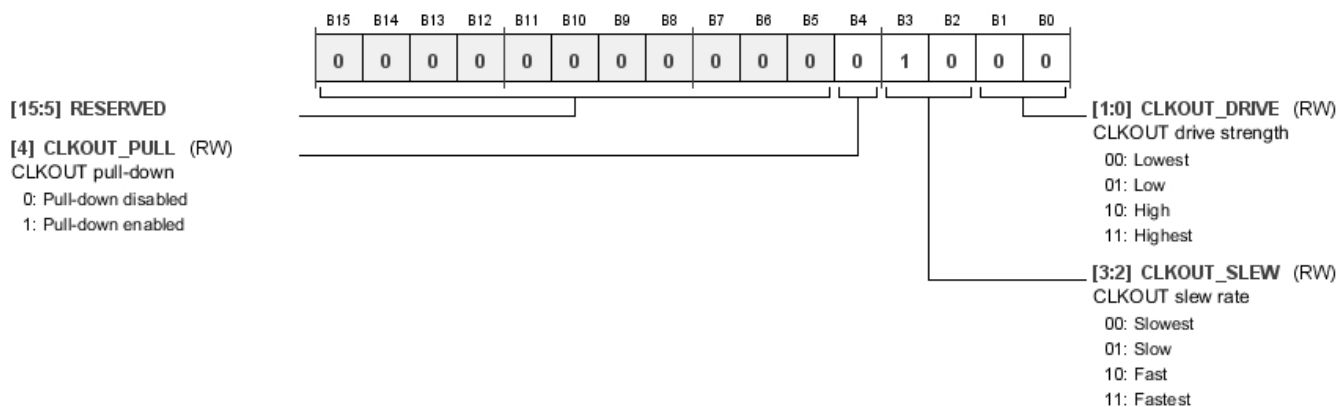 B15 B14 B13 B12 B11 B10 B9 B8 B7 B6 B5 B4 B3 B2 B1 B0
0 0 0 0 0 0 0 0 0 0 0 0 1 0 0 0
[15:5] RESERVED
[4] CLKOUT_PULL (RW)
CLKOUT pull-down
0: Pull-down disabled
1: Pull-down enabled
[1:0] CLKOUT_DRIVE (RW)
CLKOUT drive strength
00: Lowest
01: Low
10: High
11: Highest
[3:2] CLKOUT_SLEW (RW)
CLKOUT slew rate
00: Slowest
01: Slow
10: Fast
11: Fastest